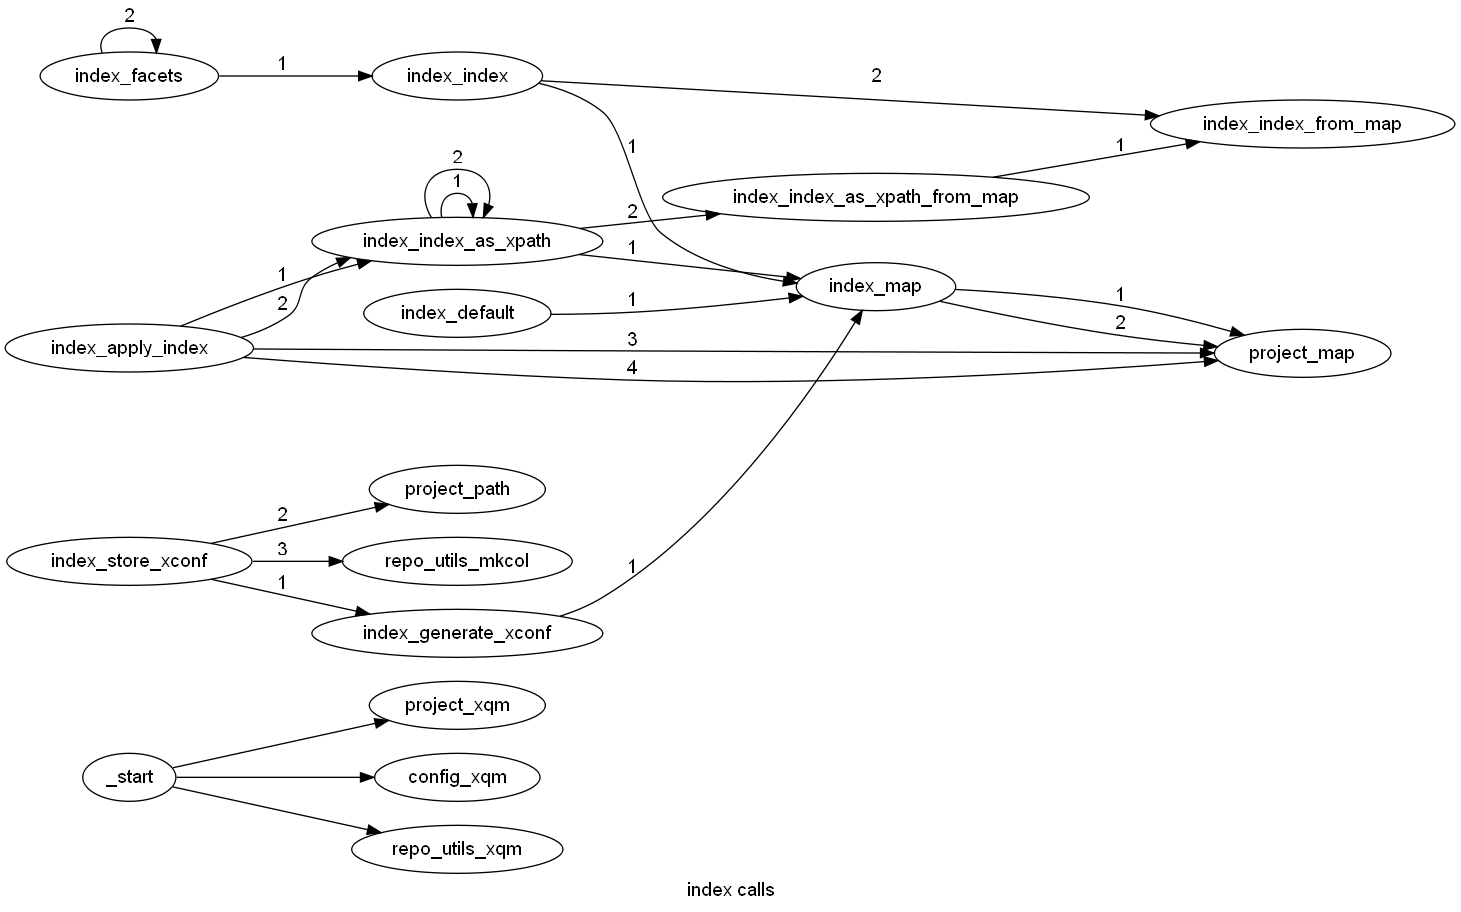 2
index_facets
1
index_index
2
index_index_from_map
1
1
index_index_as_xpath_from_map
2
1
index_index_as_xpath
2
1
index_map
1
2
index_default
1
1
2
project_map
index_apply_index
3
4
project_path
2
index_store_xconf
3
repo_utils_mkcol
1
index_generate_xconf
1
project_xqm
_start
config_xqm
repo_utils_xqm
index calls